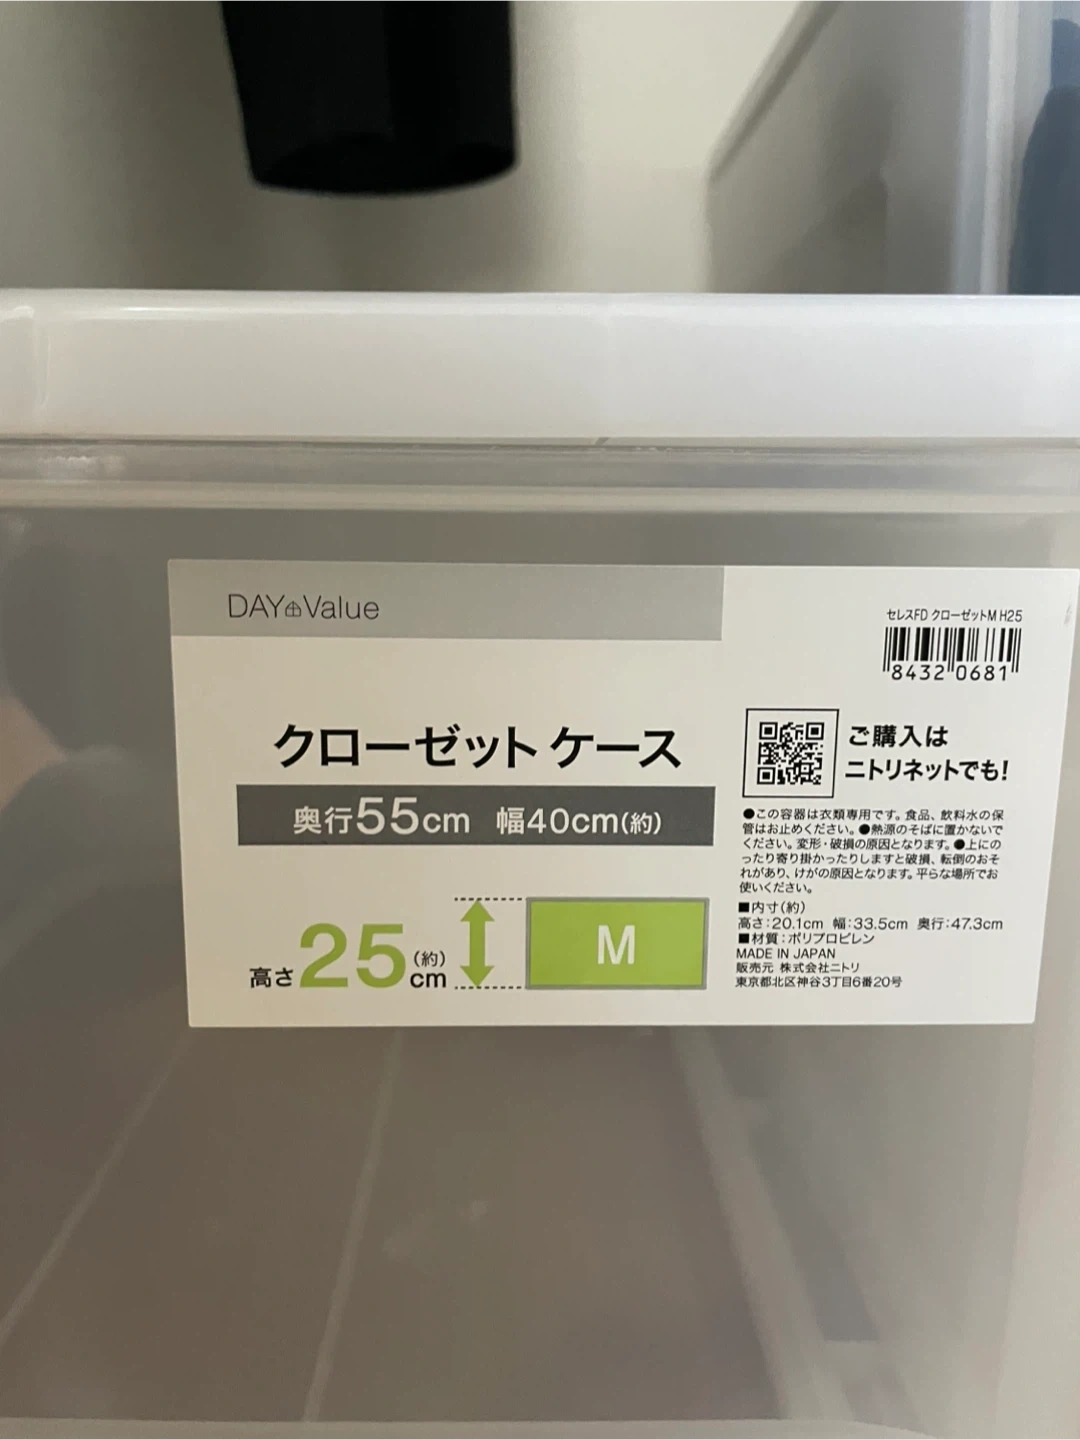 DAY Value
セレスFD クローゼットM H25
84320681
クローゼット ケース
奥行55cm 幅40cm(約)
高さ25(約)cm
M
ご購入は
ニトリネットでも!
●この容器は衣類専用です。食品、飲料水の保
管はお止めください。●熱源のそばに置かないで
ください。変形・破損の原因となります。●上にの
ったり寄り掛かったりしますと破損、転倒のおそ
れがあり、けがの原因となります。平らな場所でお
使いください。
■内寸(約)
高さ:20.1cm 幅:33.5cm 奥行:47.3cm
■材質:ポリプロピレン
MADE IN JAPAN
販売元 株式会社ニトリ
東京都北区神谷3丁目6番20号